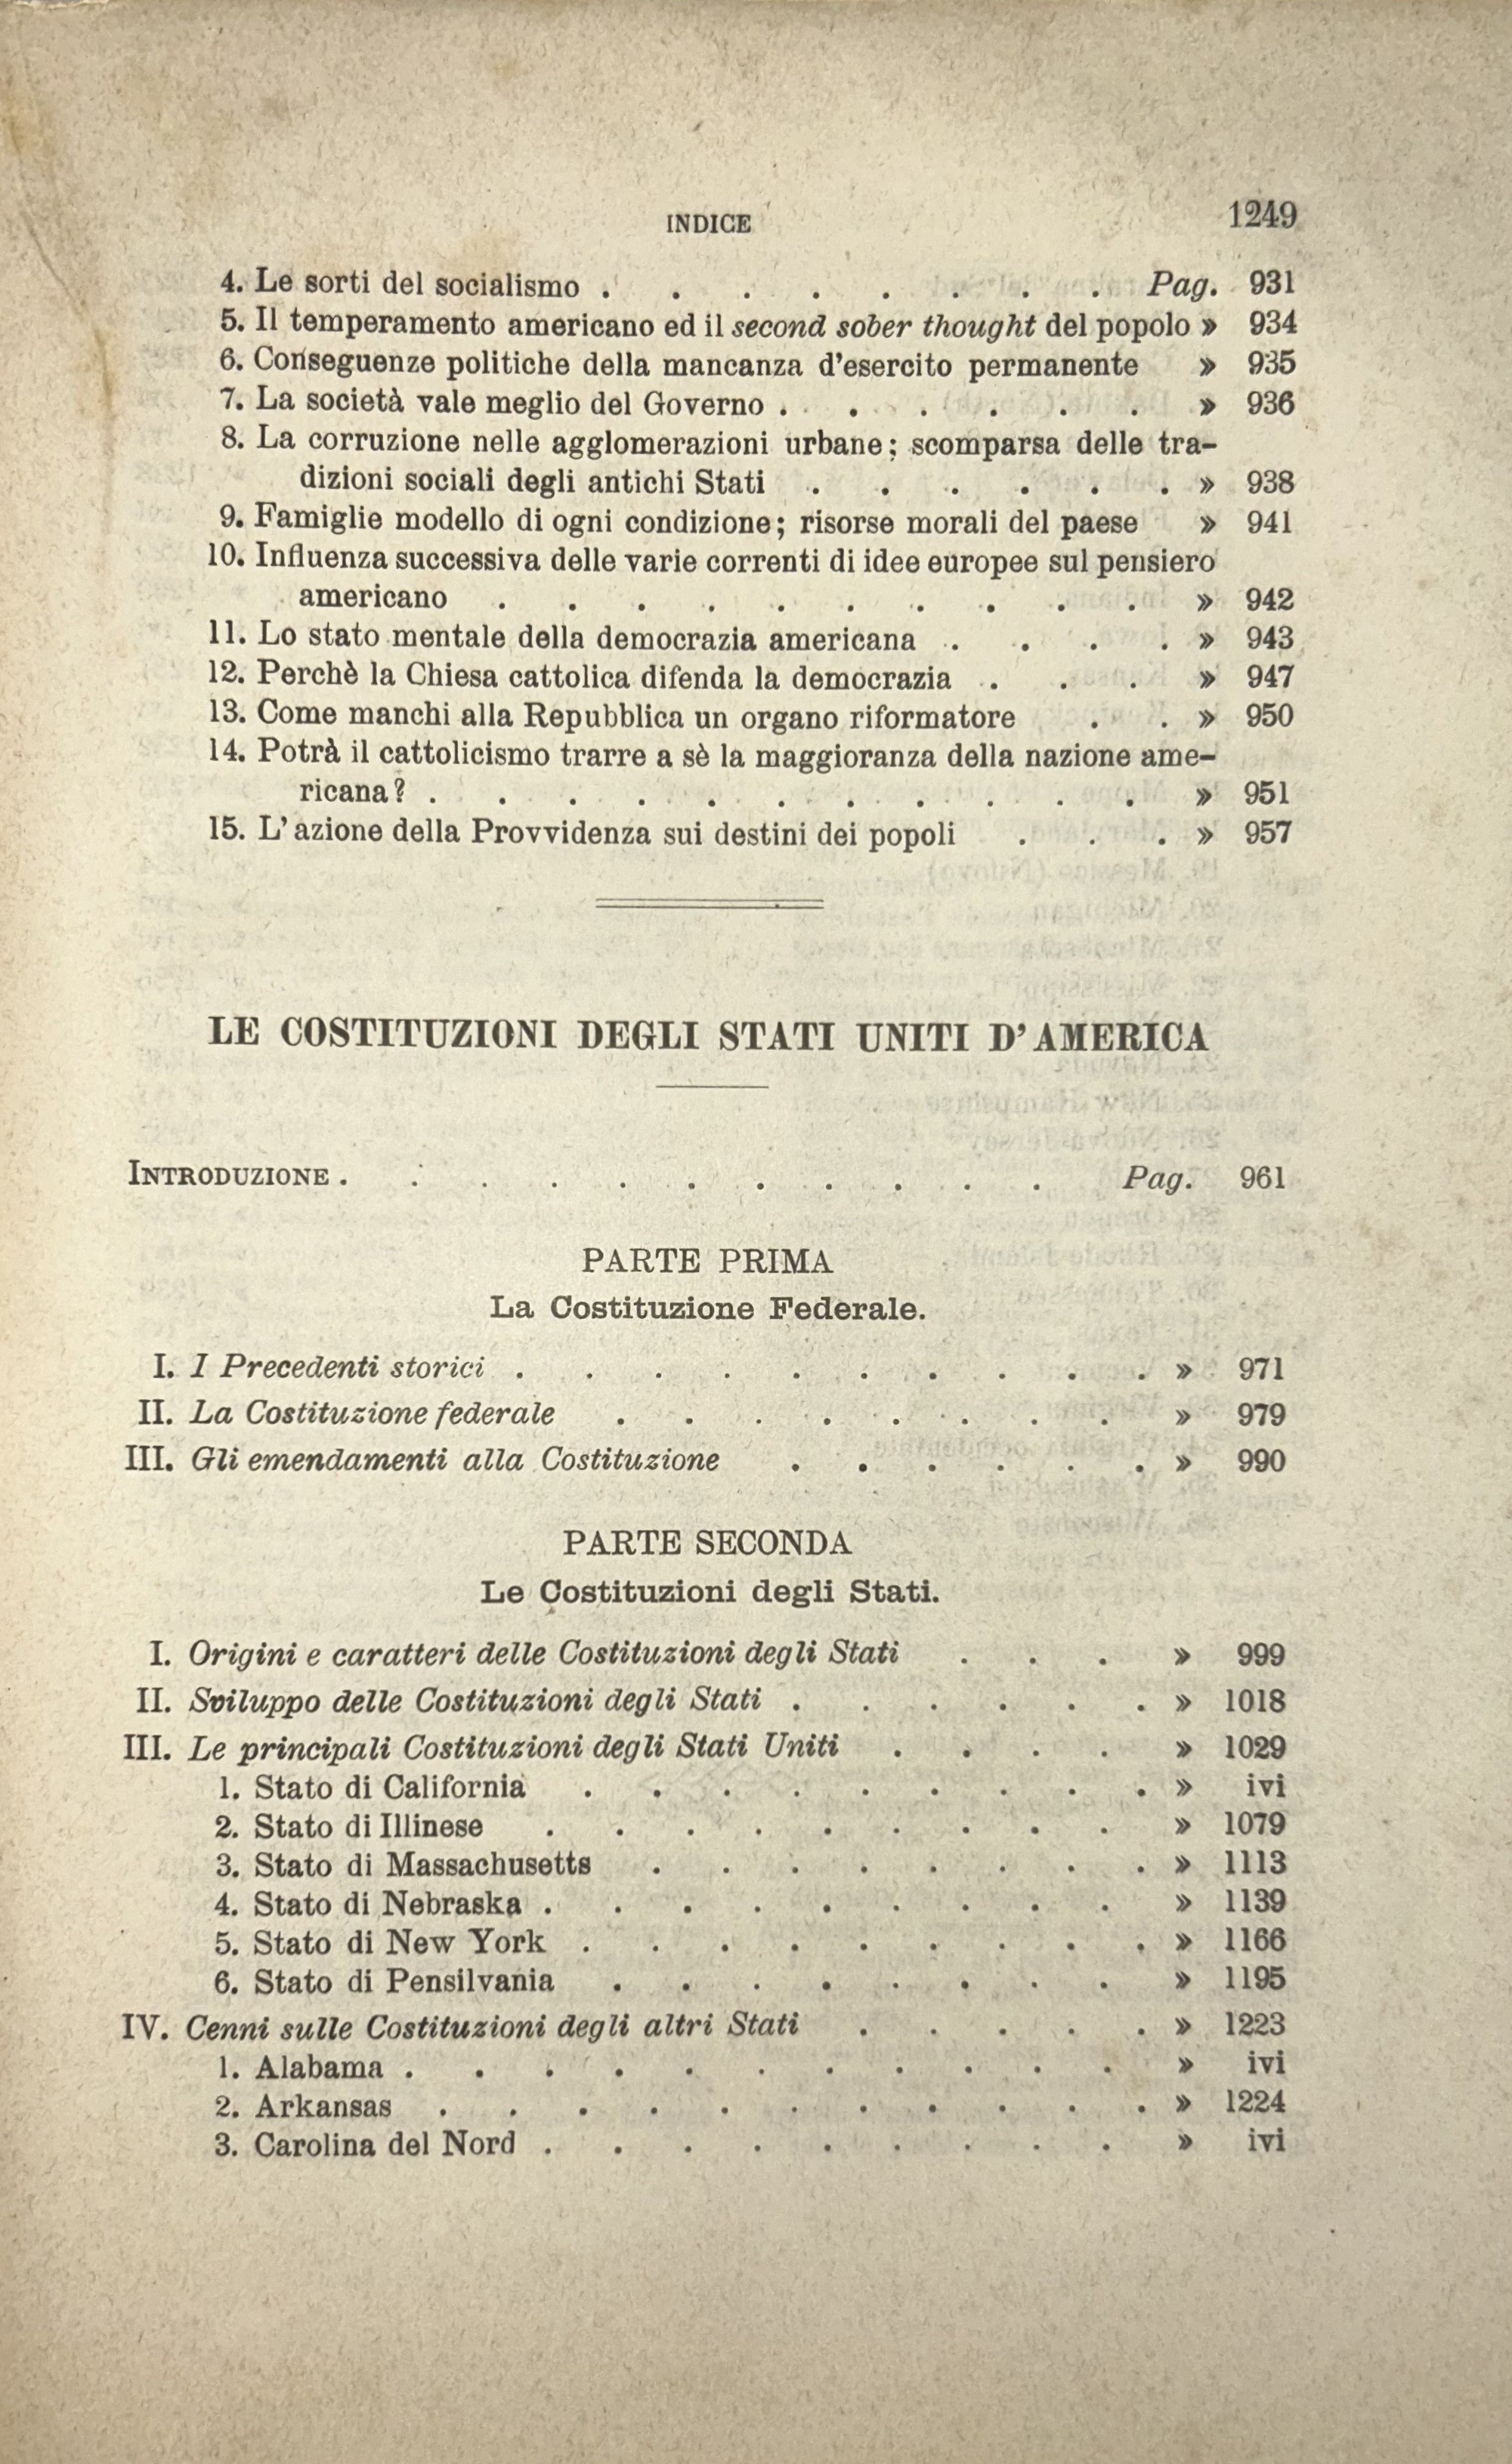 INDICE 1249
4. Le sorti del socialismo . . . . . . . . Pag. 931
5. Il temperamento americano ed il second sober thought del popolo » 934
6. Conseguenze politiche della mancanza d'esercito permanente » 935
7. La società vale meglio del Governo . . . . . . » 936
8. La corruzione nelle agglomerazioni urbane; scomparsa delle tra-
dizioni sociali degli antichi Stati . . . . . . » 938
9. Famiglie modello di ogni condizione; risorse morali del paese » 941
10. Influenza successiva delle varie correnti di idee europee sul pensiero
americano . . . . . . . . . . » 942
11. Lo stato mentale della democrazia americana . . . . » 943
12. Perchè la Chiesa cattolica difenda la democrazia . . . » 947
13. Come manchi alla Repubblica un organo riformatore . . » 950
14. Potrà il cattolicismo trarre a sè la maggioranza della nazione ame-
ricana? . . . . . . . . . . . » 951
15. L'azione della Provvidenza sui destini dei popoli . . . » 957
LE COSTITUZIONI DEGLI STATI UNITI D'AMERICA
INTRODUZIONE . . . . . . . . . . . Pag. 961
PARTE PRIMA
La Costituzione Federale.
I. I Precedenti storici . . . . . . . . . . » 971
II. La Costituzione federale . . . . . . . . » 979
III. Gli emendamenti alla Costituzione . . . . . . » 990
PARTE SECONDA
Le Costituzioni degli Stati.
I. Origini e caratteri delle Costituzioni degli Stati . . . » 999
II. Sviluppo delle Costituzioni degli Stati . . . . . . » 1018
III. Le principali Costituzioni degli Stati Uniti . . . . » 1029
1. Stato di California . . . . . . . . . » ivi
2. Stato di Illinese . . . . . . . . . » 1079
3. Stato di Massachusetts . . . . . . . . » 1113
4. Stato di Nebraska . . . . . . . . . » 1139
5. Stato di New York . . . . . . . . . » 1166
6. Stato di Pensilvania . . . . . . . . » 1195
IV. Cenni sulle Costituzioni degli altri Stati . . . . . » 1223
1. Alabama . . . . . . . . . . . » ivi
2. Arkansas . . . . . . . . . . . » 1224
3. Carolina del Nord . . . . . . . . . » ivi